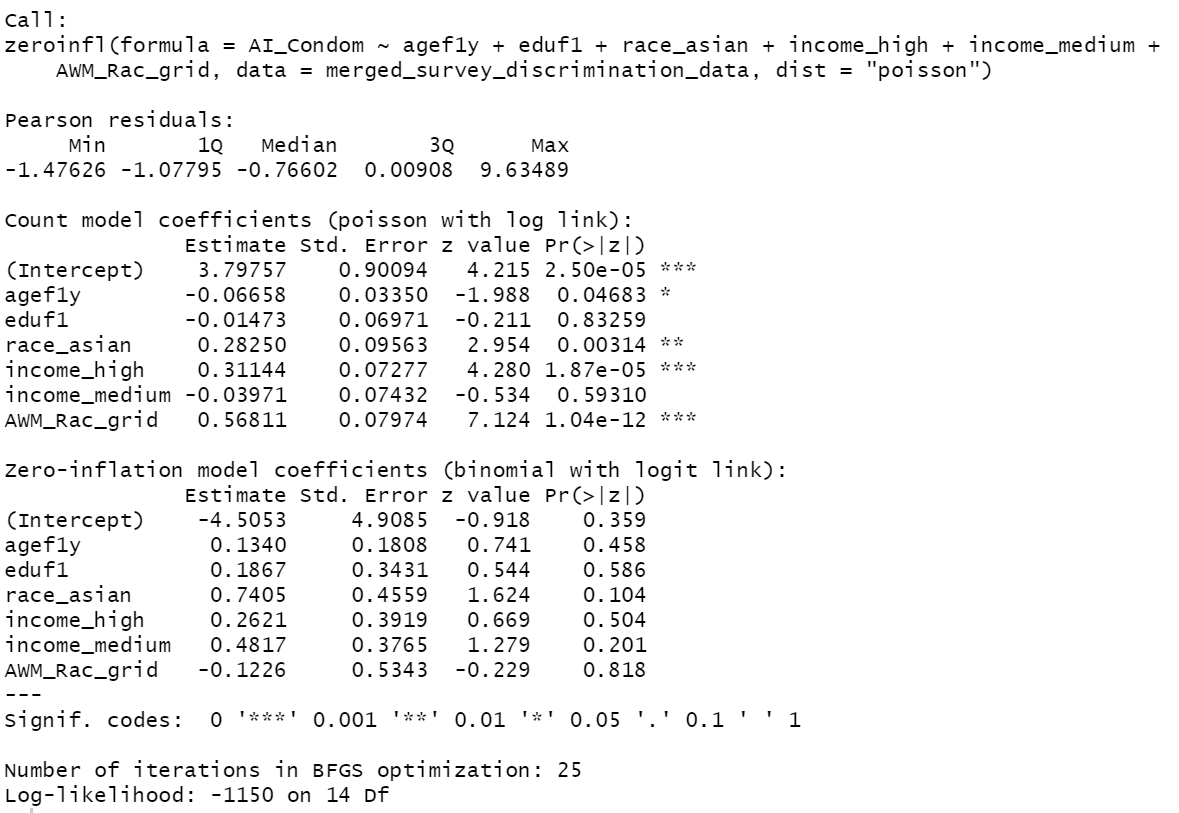 Call:
zeroinfl(formula = AI_Condom ~ agef1y + eduf1 + race_asian + income_high + income_medium +
    AWM_Rac_grid, data = merged_survey_discrimination_data, dist = "poisson")

Pearson residuals:
     Min       1Q   Median       3Q      Max
-1.47626 -1.07795 -0.76602  0.00908  9.63489

Count model coefficients (poisson with log link):
              Estimate Std. Error z value Pr(>|z|)
(Intercept)    3.79757    0.90094   4.215 2.50e-05 ***
agef1y        -0.06658    0.03350  -1.988  0.04683 *
eduf1         -0.01473    0.06971  -0.211  0.83259
race_asian     0.28250    0.09563   2.954  0.00314 **
income_high    0.31144    0.07277   4.280 1.87e-05 ***
income_medium -0.03971    0.07432  -0.534  0.59310
AWM_Rac_grid   0.56811    0.07974   7.124 1.04e-12 ***

Zero-inflation model coefficients (binomial with logit link):
              Estimate Std. Error z value Pr(>|z|)
(Intercept)    -4.5053     4.9085  -0.918    0.359
agef1y          0.1340     0.1808   0.741    0.458
eduf1           0.1867     0.3431   0.544    0.586
race_asian      0.7405     0.4559   1.624    0.104
income_high     0.2621     0.3919   0.669    0.504
income_medium   0.4817     0.3765   1.279    0.201
AWM_Rac_grid   -0.1226     0.5343  -0.229    0.818
---
Signif. codes:  0 '***' 0.001 '**' 0.01 '*' 0.05 '.' 0.1 ' ' 1

Number of iterations in BFGS optimization: 25
Log-likelihood: -1150 on 14 Df